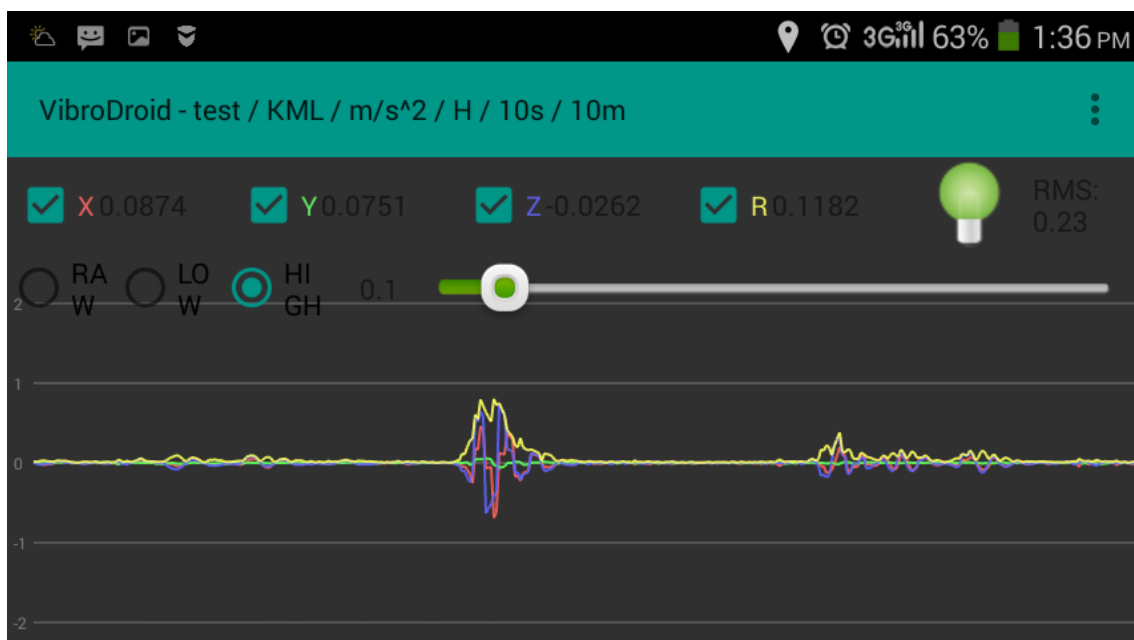 3G 3G 63% 1:36 PM
VibroDroid - test / KML / m/s^2 / H / 10s / 10m
X 0.0874 Y 0.0751 Z -0.0262 R 0.1182 RMS:
0.23
RA
W
LO
W
HI
GH
0.1
2
1
0
-1
-2